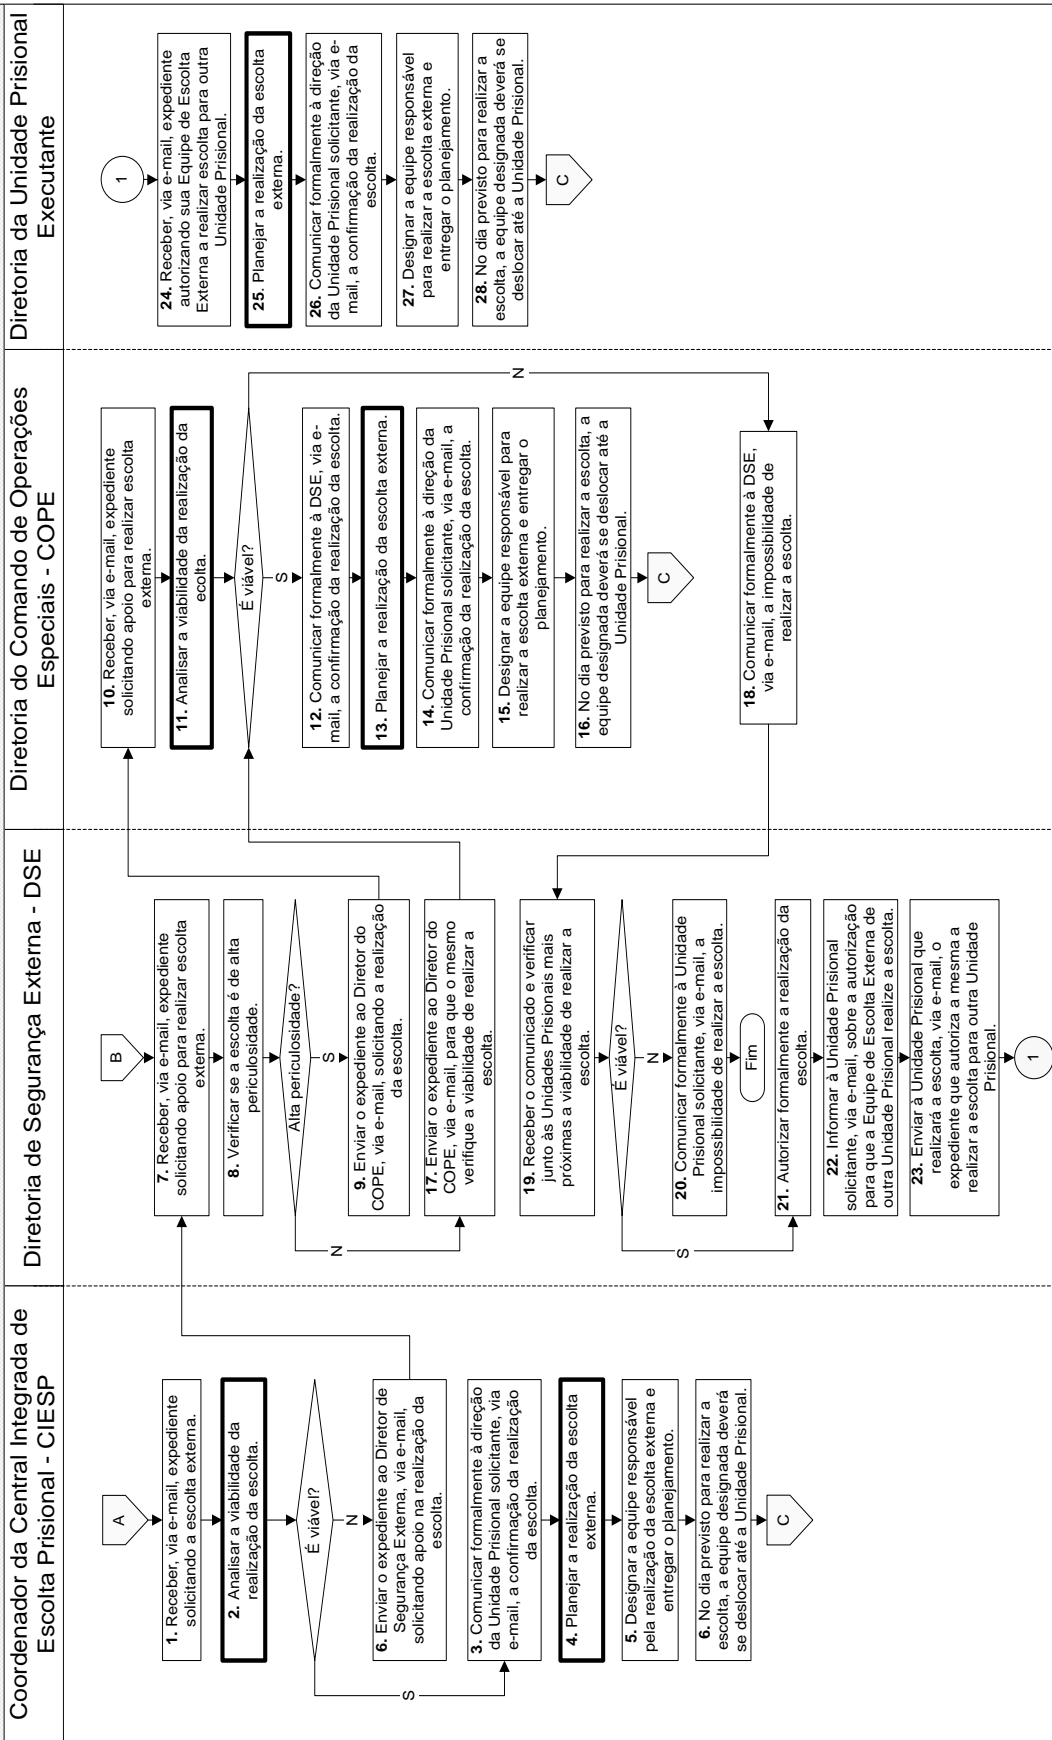 Coordenador da Central Integrada de
Escolta Prisional - CIESP
A
1. Receber, via e-mail, expediente
solicitando a escolta externa.
2. Analisar a viabilidade da
realização da escolta.
É viável?
N
S
6. Enviar o expediente ao Diretor de
Segurança Externa, via e-mail,
solicitando apoio na realização da
escolta.
3. Comunicar formalmente à direção
da Unidade Prisional solicitante, via
e-mail, a confirmação da realização
da escolta.
4. Planejar a realização da escolta
externa.
5. Designar a equipe responsável
pela realização da escolta externa e
entregar o planejamento.
6. No dia previsto para realizar a
escolta, a equipe designada deverá
se deslocar até a Unidade Prisional.
C
Diretoria de Segurança Externa - DSE
B
7. Receber, via e-mail, expediente
solicitando apoio para realizar escolta
externa.
8. Verificar se a escolta é de alta
periculosidade.
Alta periculosidade?
S
N
9. Enviar o expediente ao Diretor do
COPE, via e-mail, solicitando a realização
da escolta.
17. Enviar o expediente ao Diretor do
COPE, via e-mail, para que o mesmo
verifique a viabilidade de realizar a
escolta.
19. Receber o comunicado e verificar
junto às Unidades Prisionais mais
próximas a viabilidade de realizar a
escolta.
É viável?
N
S
20. Comunicar formalmente à Unidade
Prisional solicitante, via e-mail, a
impossibilidade de realizar a escolta.
Fim
21. Autorizar formalmente a realização da
escolta.
22. Informar à Unidade Prisional
solicitante, via e-mail, sobre a autorização
para que a Equipe de Escolta Externa de
outra Unidade Prisional realize a escolta.
23. Enviar à Unidade Prisional que
realizará a escolta, via e-mail, o
expediente que autoriza a mesma a
realizar a escolta para outra Unidade
Prisional.
1
Diretoria do Comando de Operações
Especiais - COPE
10. Receber, via e-mail, expediente
solicitando apoio para realizar escolta
externa.
11. Analisar a viabilidade da realização da
ecolta.
É viável?
S
N
12. Comunicar formalmente à DSE, via e-
mail, a confirmação da realização da escolta.
13. Planejar a realização da escolta externa.
14. Comunicar formalmente à direção da
Unidade Prisional solicitante, via e-mail, a
confirmação da realização da escolta.
15. Designar a equipe responsável para
realizar a escolta externa e entregar o
planejamento.
16. No dia previsto para realizar a escolta, a
equipe designada deverá se deslocar até a
Unidade Prisional.
C
18. Comunicar formalmente à DSE,
via e-mail, a impossibilidade de
realizar a escolta.
Diretoria da Unidade Prisional
Executante
1
24. Receber, via e-mail, expediente
autorizando sua Equipe de Escolta
Externa a realizar escolta para outra
Unidade Prisional.
25. Planejar a realização da escolta
externa.
26. Comunicar formalmente à direção
da Unidade Prisional solicitante, via e-
mail, a confirmação da realização da
escolta.
27. Designar a equipe responsável
para realizar a escolta externa e
entregar o planejamento.
28. No dia previsto para realizar a
escolta, a equipe designada deverá se
deslocar até a Unidade Prisional.
C